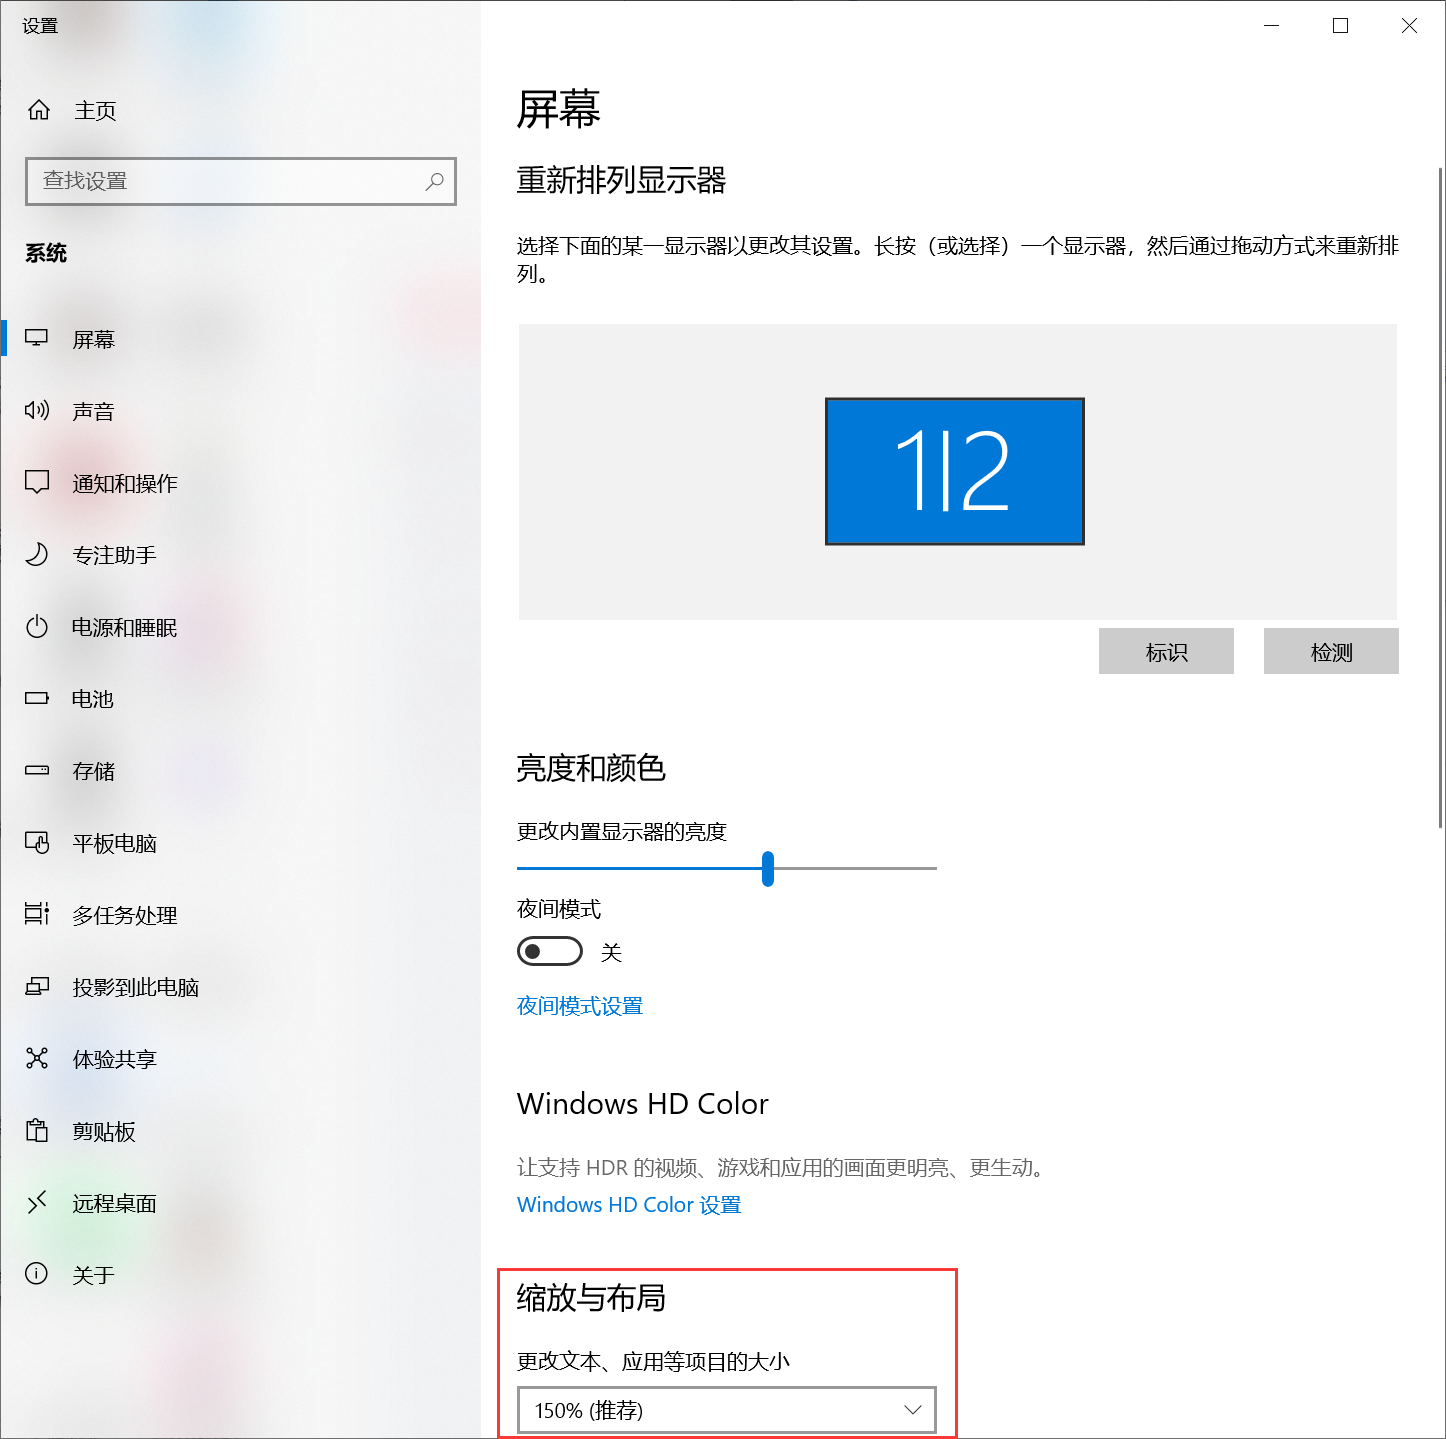 设置
主页
查找设置
系统
屏幕
声音
通知和操作
专注助手
电源和睡眠
电池
存储
平板电脑
多任务处理
投影到此电脑
体验共享
剪贴板
远程桌面
关于
屏幕
重新排列显示器
选择下面的某一显示器以更改其设置。长按（或选择）一个显示器，然后通过拖动方式来重新排
列。
1|2
标识
检测
亮度和颜色
更改内置显示器的亮度
夜间模式
关
夜间模式设置
Windows HD Color
让支持 HDR 的视频、游戏和应用的画面更明亮、更生动。
Windows HD Color 设置
缩放与布局
更改文本、应用等项目的大小
150% (推荐)